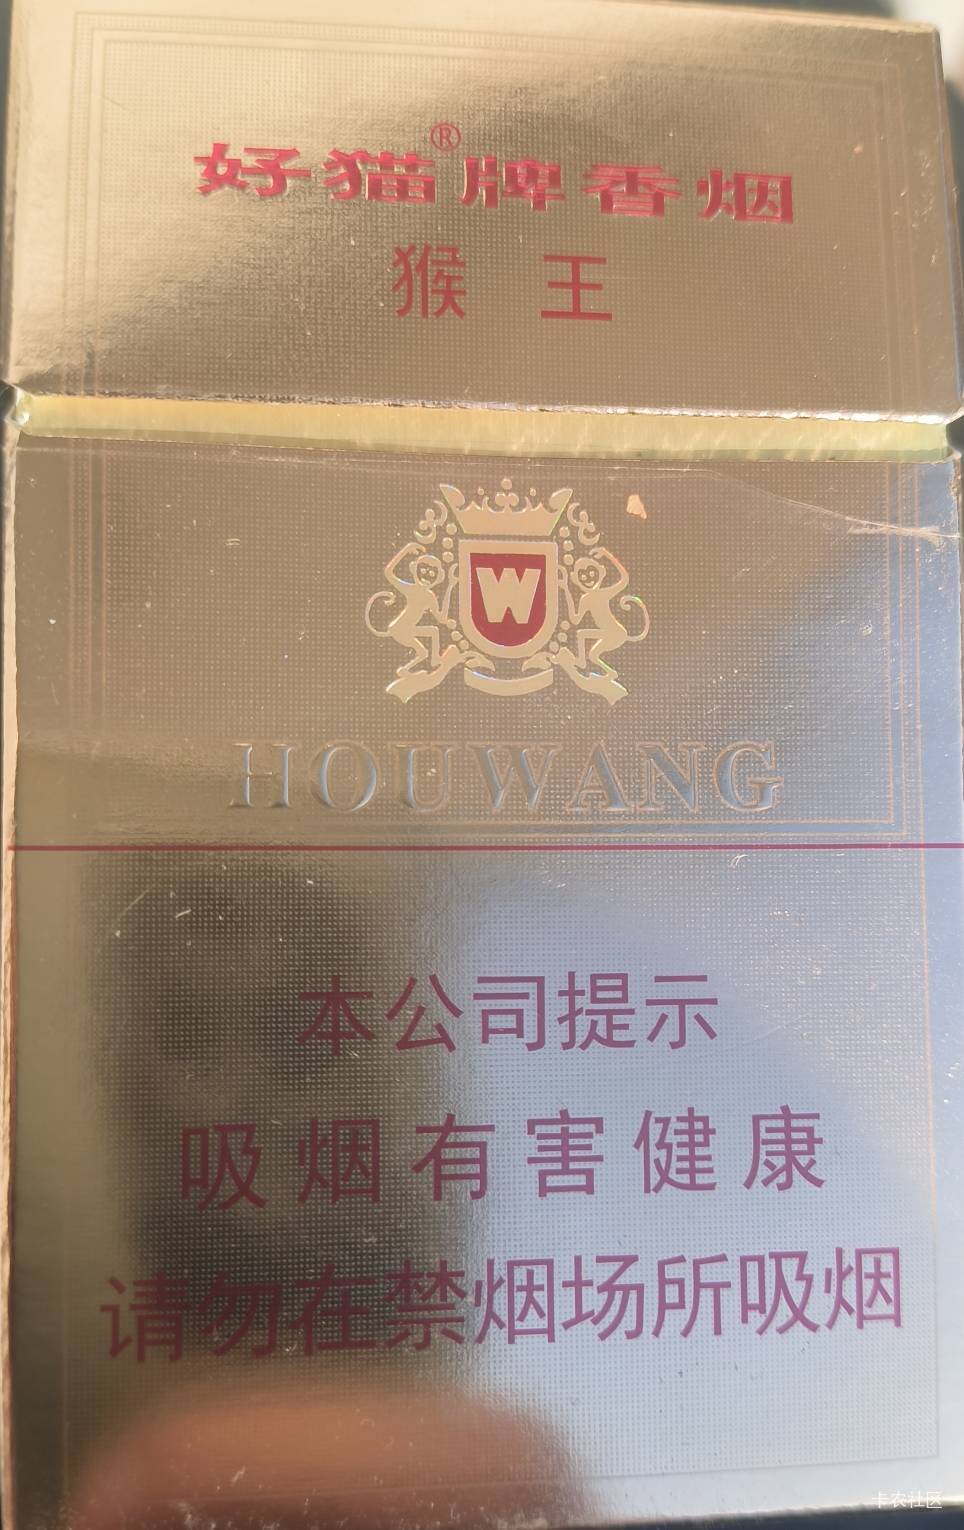 好猫®牌香烟
猴王
W
HOUWANG
本公司提示
吸烟有害健康
请勿在禁烟场所吸烟
卡农社区